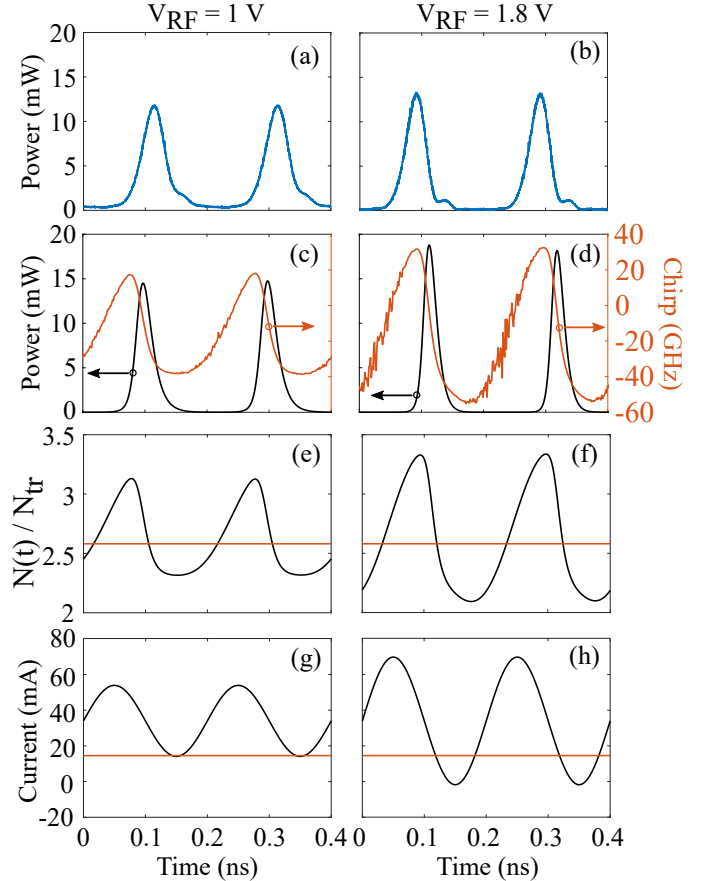 V_RF = 1 V V_RF = 1.8 V
20 (a) (b)
15
10
5
0
Power (mW)
20 (c) (d) 40
15 20
10 0
5 -20
-40
0 -60
Power (mW) Chirp (GHz)
3.5 (e) (f)
3
2.5
2
N(t) / N_tr
80 (g) (h)
60
40
20
0
-20
Current (mA)
0 0.1 0.2 0.3 0.4 0 0.1 0.2 0.3 0.4
Time (ns) Time (ns)